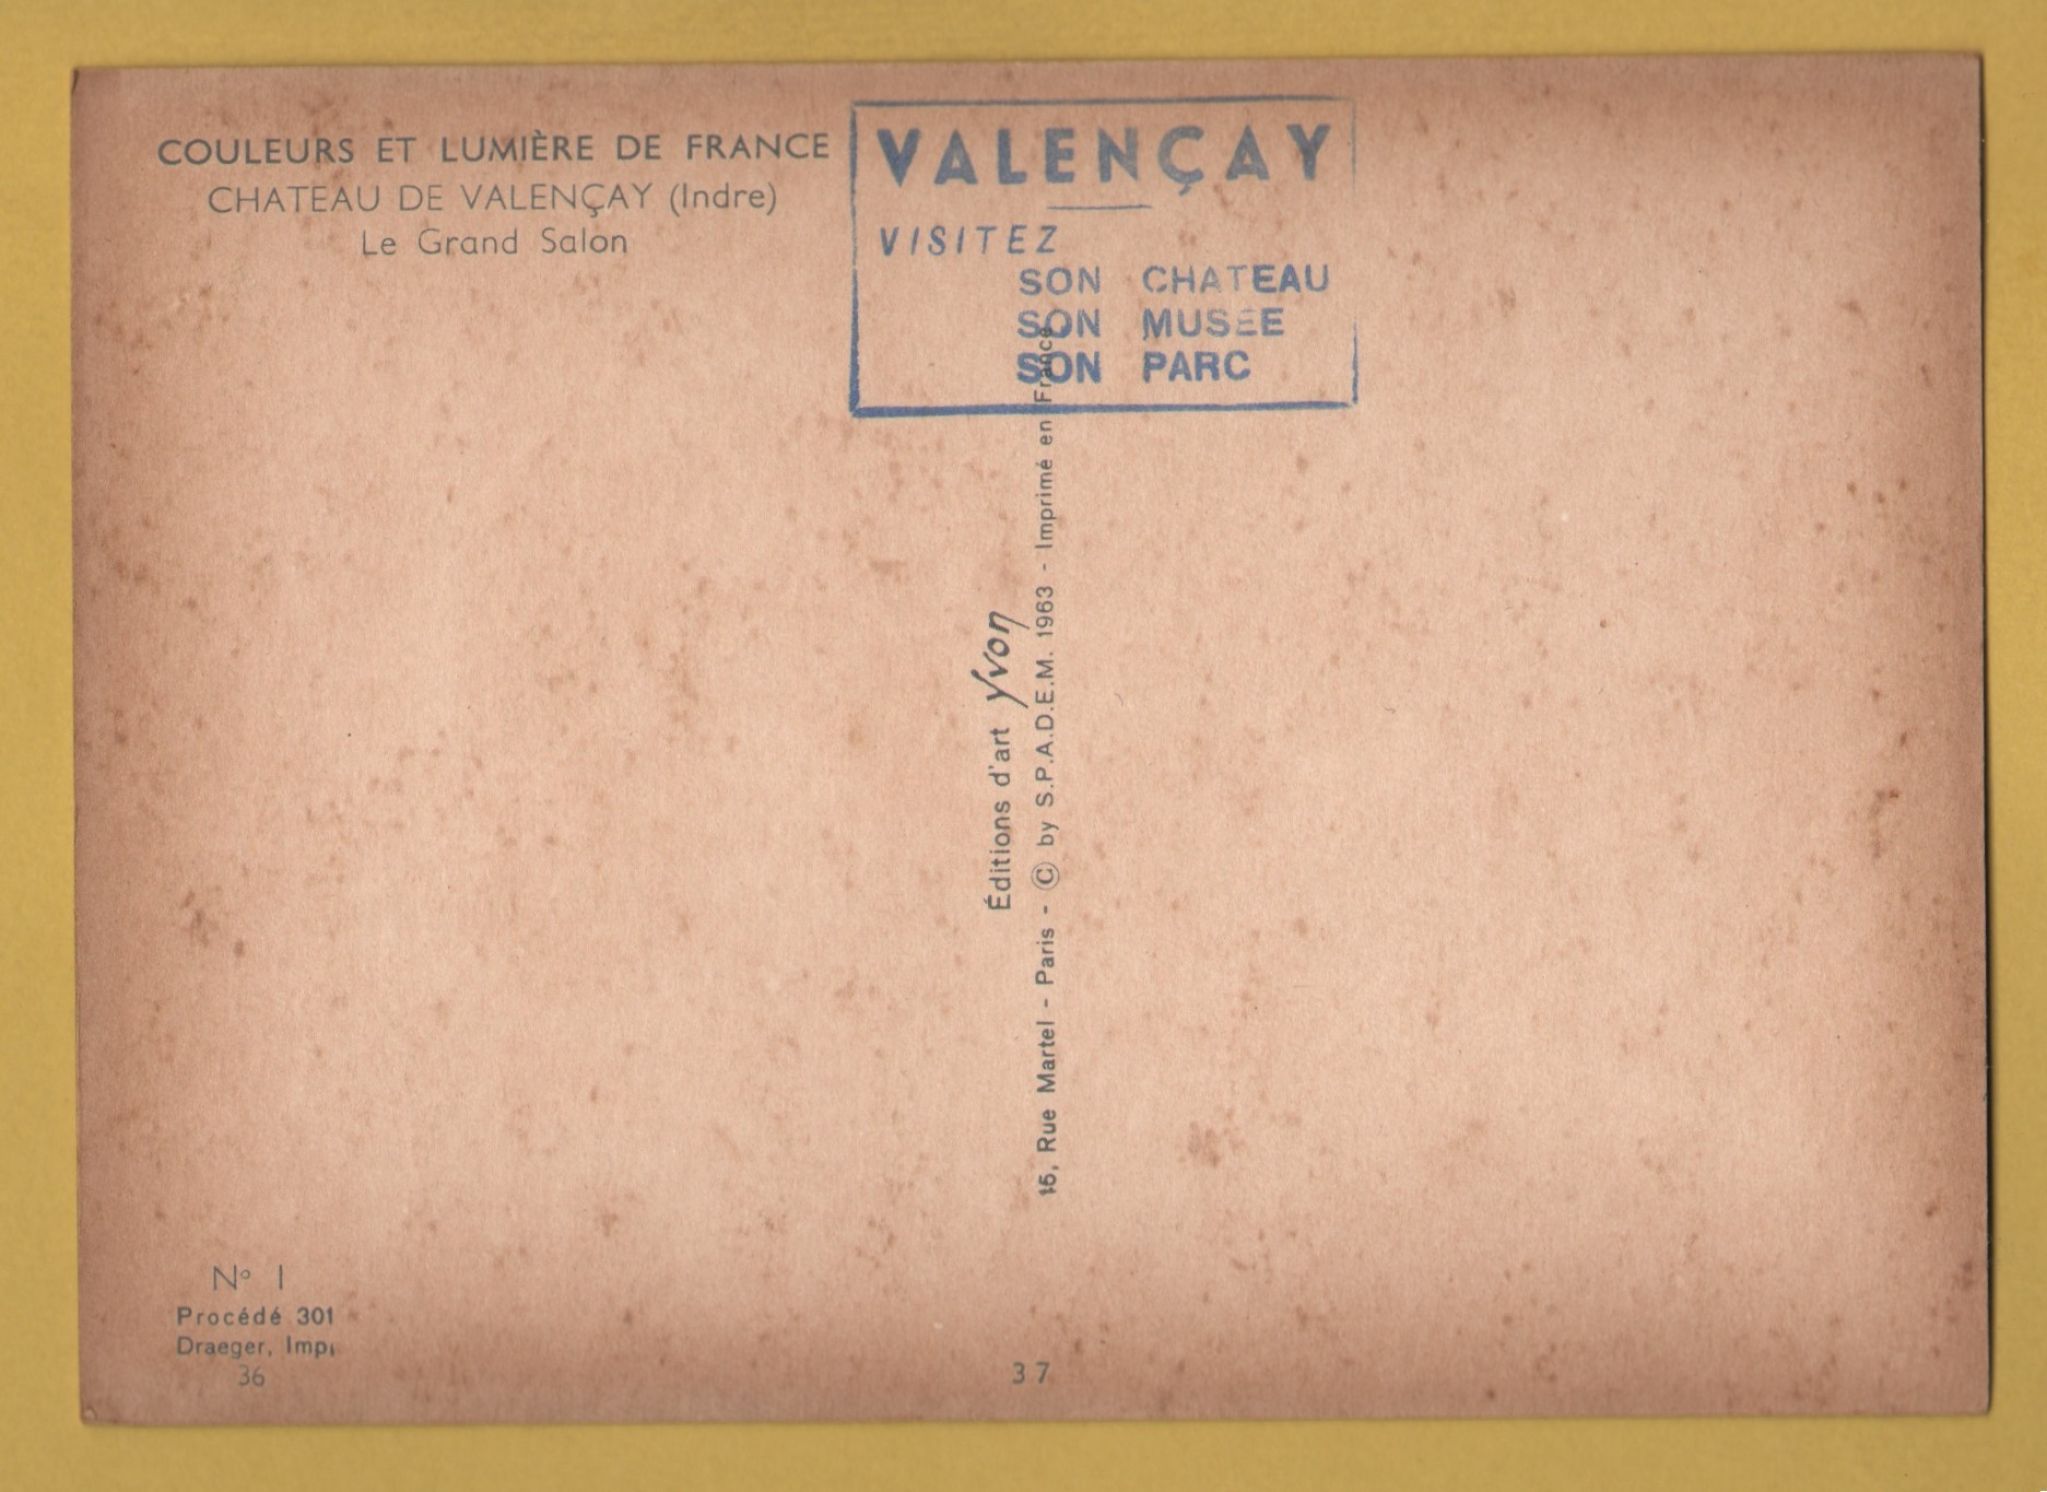 COULEURS ET LUMIÈRE DE FRANCE
CHATEAU DE VALENÇAY (Indre)
Le Grand Salon
VALENÇAY
VISITEZ
SON CHATEAU
SON MUSEE
SON PARC
Éditions d'art Yvon
15, Rue Martel - Paris - © by S.P.A.D.E.M. 1963 - Imprimé en France
Nº 1
Procédé 301
Draeger, Impr
36
37